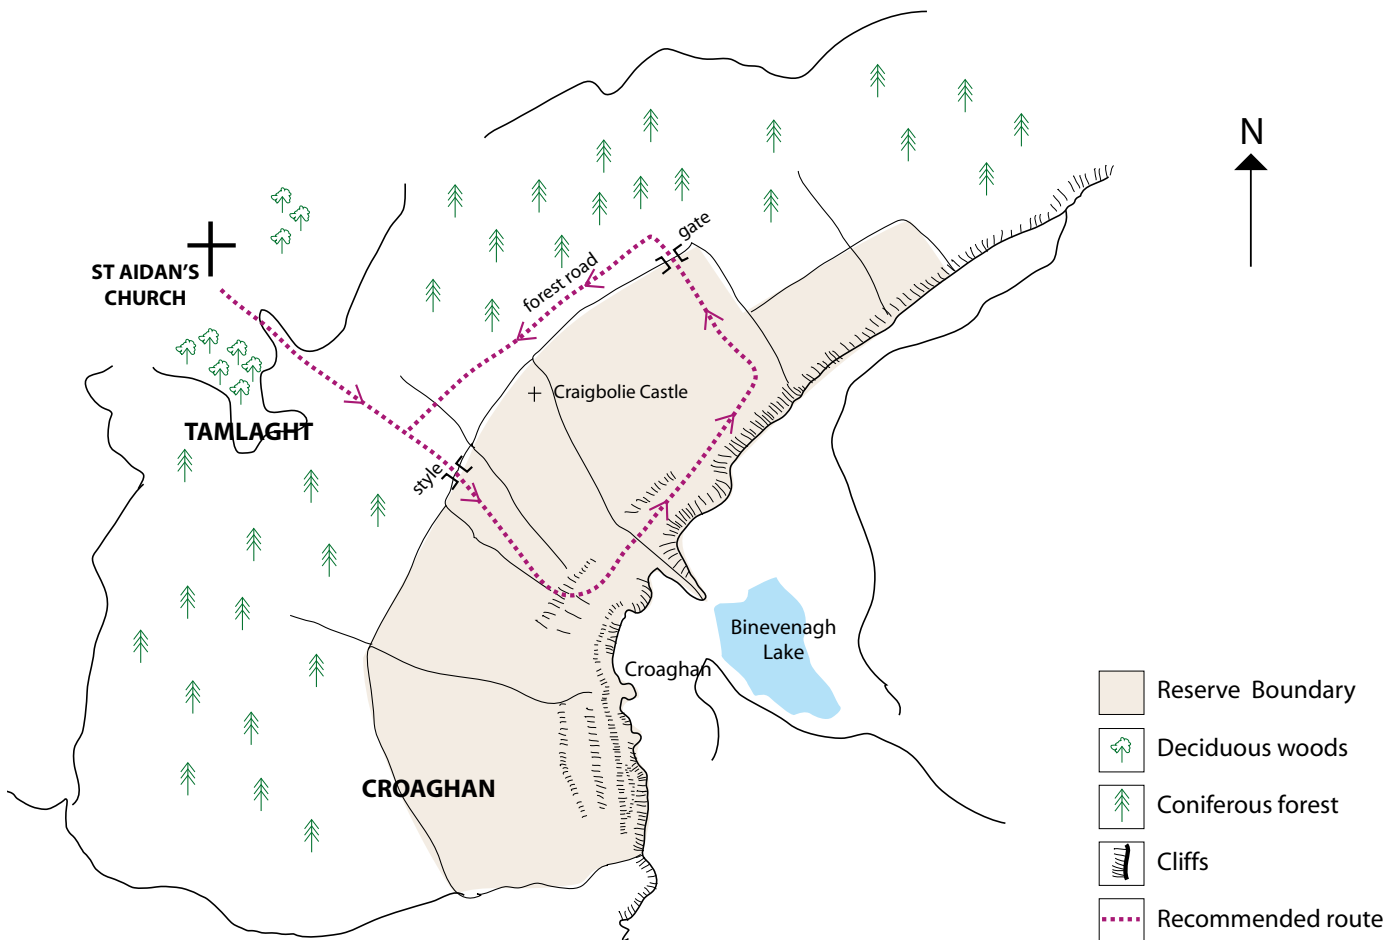 N
gate
ST AIDAN'S
CHURCH
forest road
Craigbolie Castle
TAMLAGHT
style
Binevenagh
Lake
Croaghan
CROAGHAN
Reserve Boundary
Deciduous woods
Coniferous forest
Cliffs
Recommended route